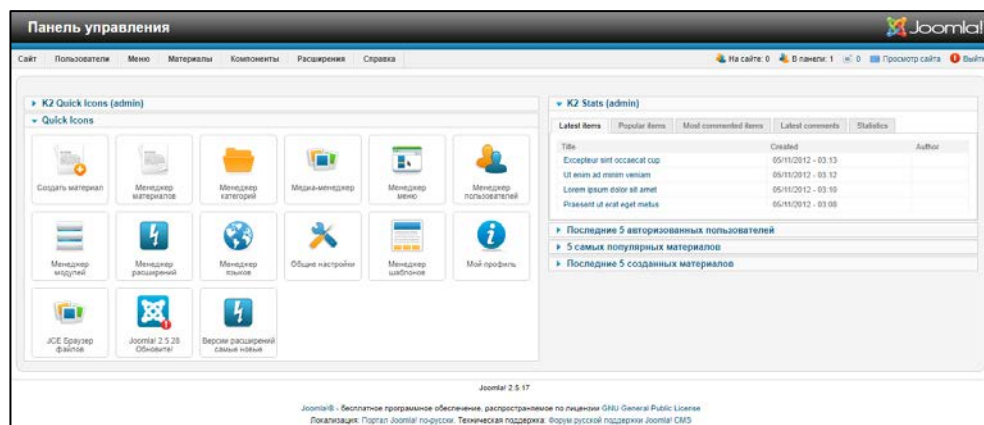 Панель управления
Joomla!
Сайт Пользователи Меню Материалы Компоненты Расширения Справка
На сайте: 0 В панели: 1 0 Просмотр сайта Выйти
K2 Quick Icons (admin)
Quick Icons
Создать материал Менеджер материалов Менеджер категорий Медиа-менеджер Менеджер меню Менеджер пользователей
Менеджер модулей Менеджер расширений Менеджер языков Общие настройки Менеджер шаблонов Мой профиль
JCE Браузер файлов Joomla! 2.5.28 Обновите! Версии расширений самые новые
K2 Stats (admin)
Latest items Popular items Most commented items Latest comments Statistics
Title Created Author
Excepteur sint occaecat cup 05/11/2012 - 03:13
Ut enim ad minim veniam 05/11/2012 - 03:12
Lorem ipsum dolor sit amet 05/11/2012 - 03:10
Praesent ut erat eget metus 05/11/2012 - 03:08
Последние 5 авторизованных пользователей
5 самых популярных материалов
Последние 5 созданных материалов
Joomla! 2.5.17
Joomla!® - бесплатное программное обеспечение, распространяемое по лицензии GNU General Public License
Локализация: Портал Joomla! по-русски. Техническая поддержка: Форум русской поддержки Joomla! CMS